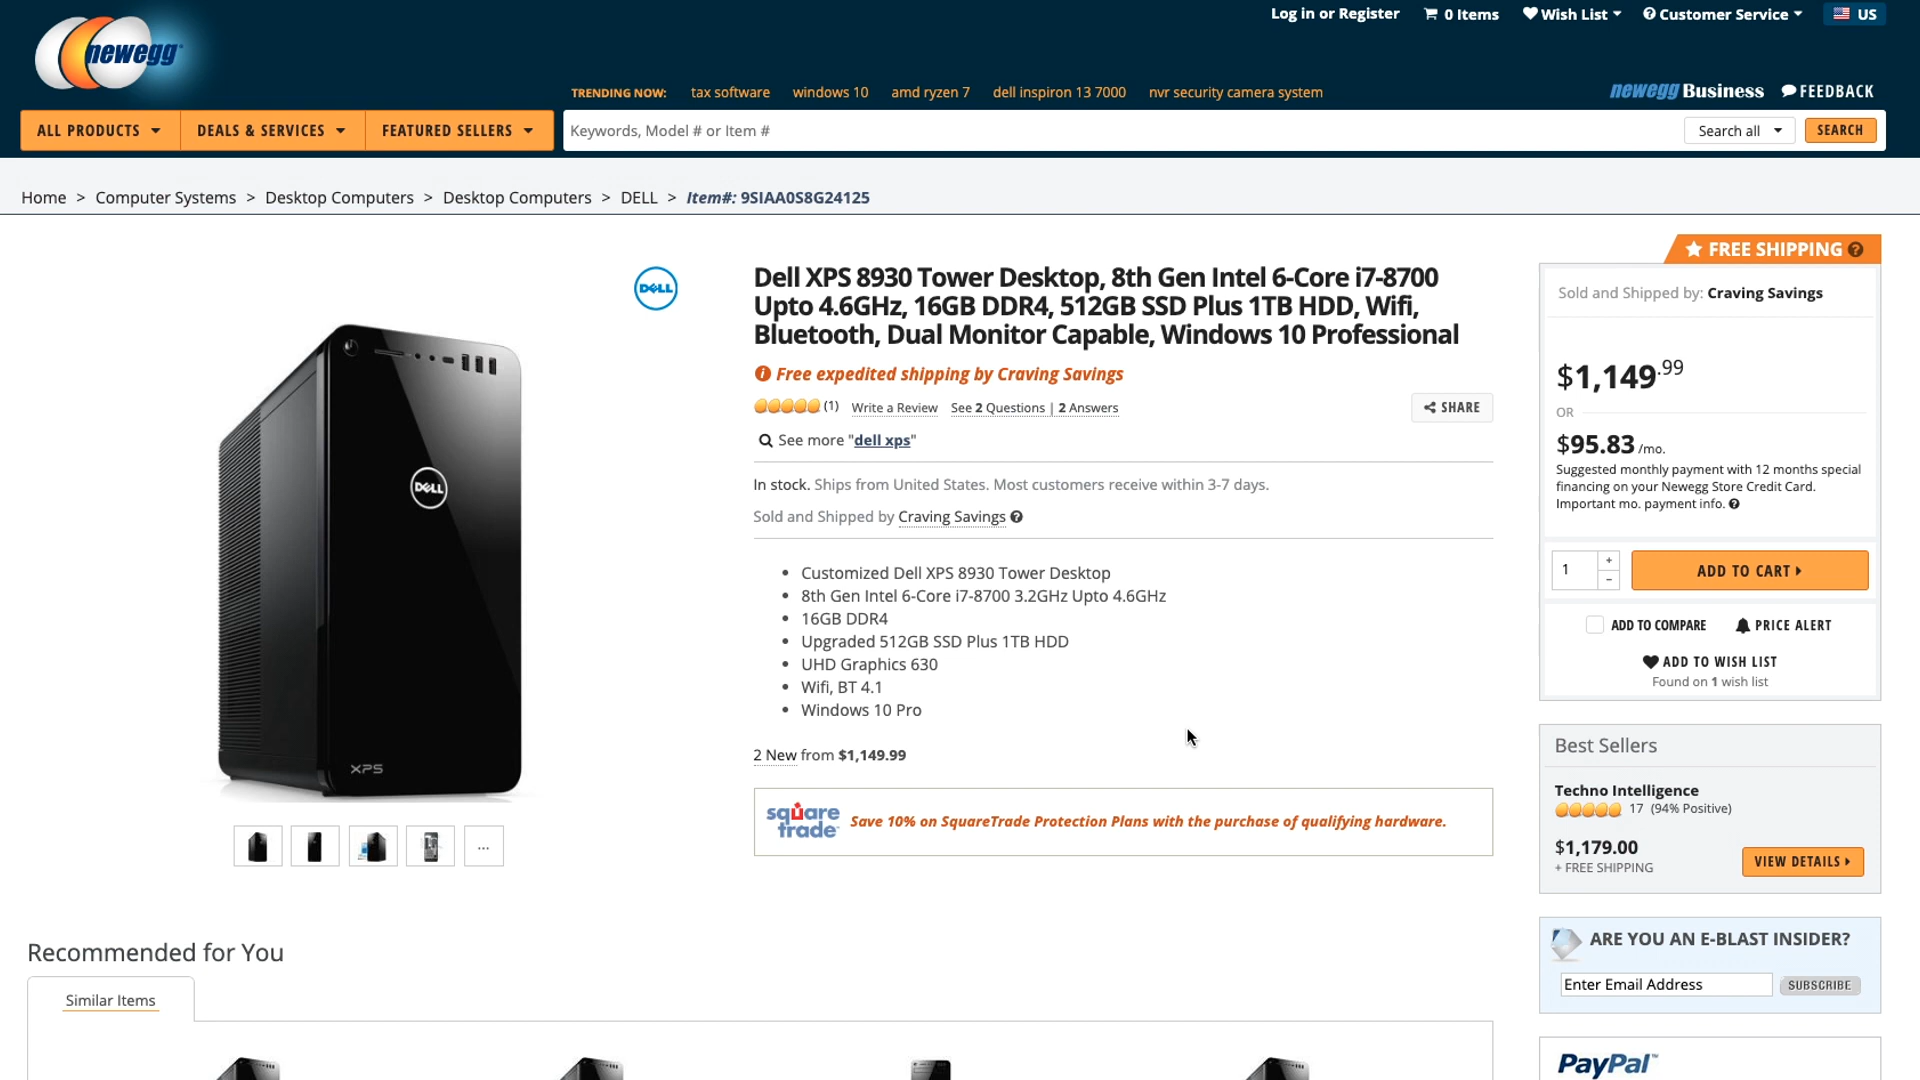 Log in or Register
0 Items
Wish List
Customer Service
US
newegg
TRENDING NOW: tax software windows 10 amd ryzen 7 dell inspiron 13 7000 nvr security camera system
newegg Business
FEEDBACK
ALL PRODUCTS
DEALS & SERVICES
FEATURED SELLERS
Keywords, Model # or Item #
Search all
SEARCH
Home > Computer Systems > Desktop Computers > Desktop Computers > DELL > Item#: 9SIAA0S8G24125
DELL
DELL
XPS
...
Dell XPS 8930 Tower Desktop, 8th Gen Intel 6-Core i7-8700
Upto 4.6GHz, 16GB DDR4, 512GB SSD Plus 1TB HDD, Wifi,
Bluetooth, Dual Monitor Capable, Windows 10 Professional
Free expedited shipping by Craving Savings
(1) Write a Review See 2 Questions | 2 Answers
SHARE
See more "dell xps"
In stock. Ships from United States. Most customers receive within 3-7 days.
Sold and Shipped by Craving Savings
• Customized Dell XPS 8930 Tower Desktop
• 8th Gen Intel 6-Core i7-8700 3.2GHz Upto 4.6GHz
• 16GB DDR4
• Upgraded 512GB SSD Plus 1TB HDD
• UHD Graphics 630
• Wifi, BT 4.1
• Windows 10 Pro
2 New from $1,149.99
square trade
Save 10% on SquareTrade Protection Plans with the purchase of qualifying hardware.
FREE SHIPPING
Sold and Shipped by: Craving Savings
$1,149.99
OR
$95.83 /mo.
Suggested monthly payment with 12 months special
financing on your Newegg Store Credit Card.
Important mo. payment info.
1
+
−
ADD TO CART
ADD TO COMPARE
PRICE ALERT
ADD TO WISH LIST
Found on 1 wish list
Best Sellers
Techno Intelligence
17 (94% Positive)
$1,179.00
+ FREE SHIPPING
VIEW DETAILS
ARE YOU AN E-BLAST INSIDER?
Enter Email Address
SUBSCRIBE
PayPal™
Recommended for You
Similar Items